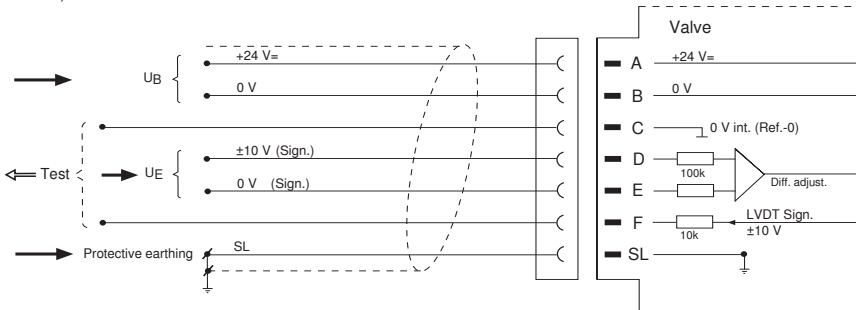 Valve
+24 V=
A
+24 V=
UB
0 V
B
0 V
C
0 V int. (Ref.-0)
±10 V (Sign.)
D
100k
Test
UE
Diff. adjust.
0 V (Sign.)
E
F
LVDT Sign.
±10 V
10k
Protective earthing
SL
SL